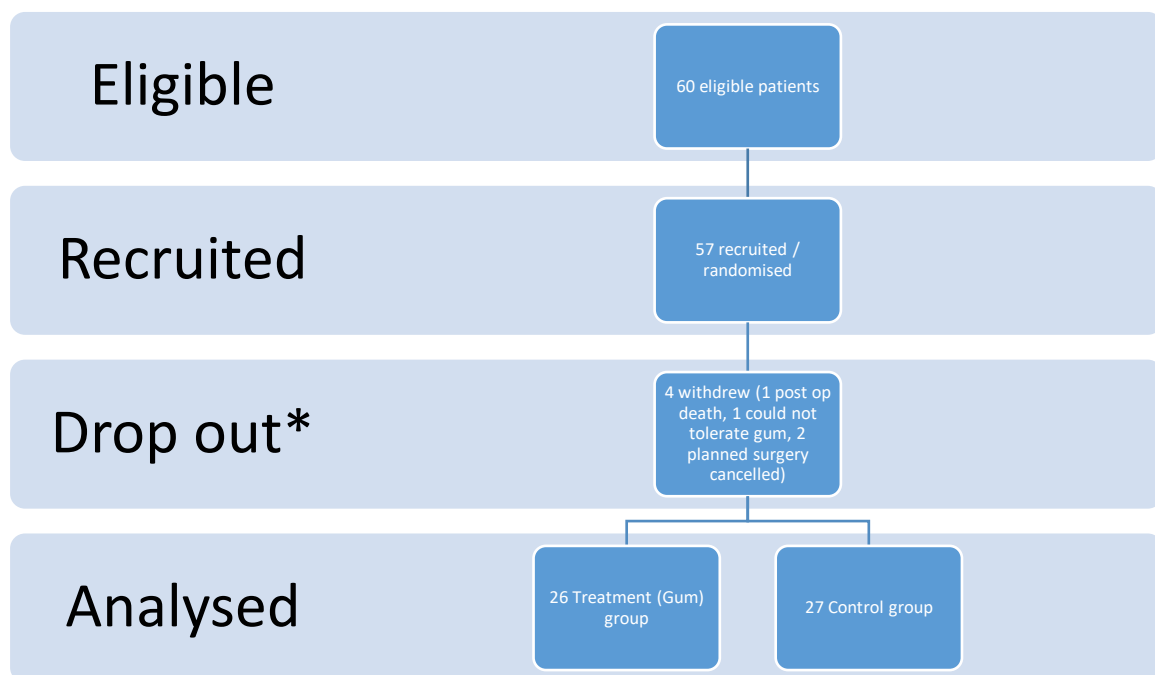 Eligible
60 eligible patients
Recruited
57 recruited /
randomised
Drop out*
4 withdrew (1 post op
death, 1 could not
tolerate gum, 2
planned surgery
cancelled)
Analysed
26 Treatment (Gum)
group
27 Control group